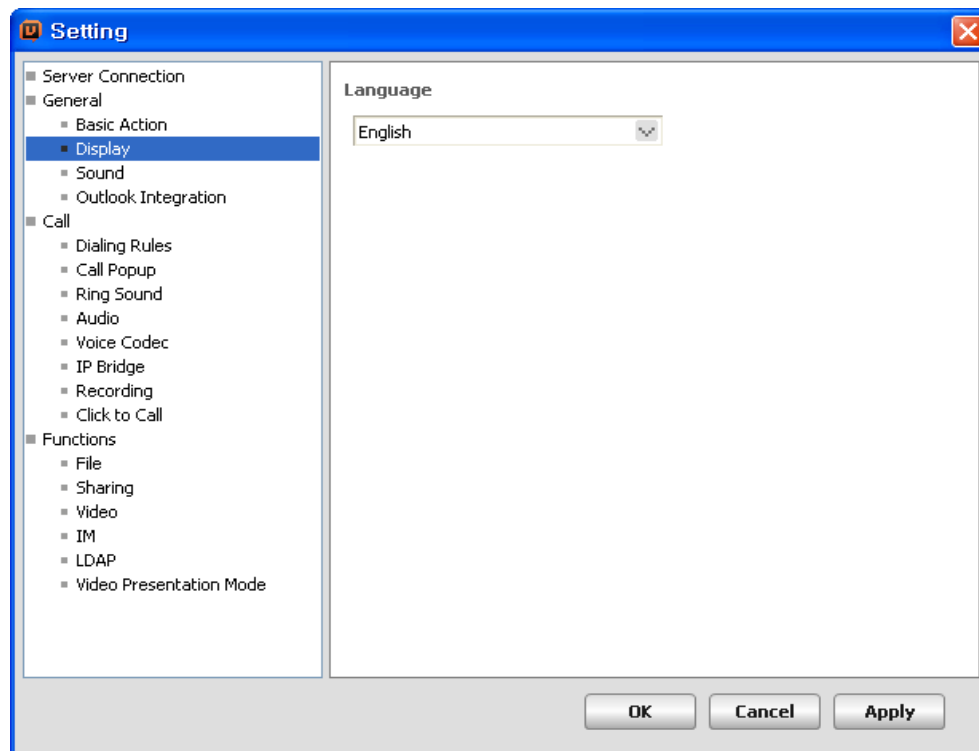 Setting
Server Connection
General
Basic Action
Display
Sound
Outlook Integration
Call
Dialing Rules
Call Popup
Ring Sound
Audio
Voice Codec
IP Bridge
Recording
Click to Call
Functions
File
Sharing
Video
IM
LDAP
Video Presentation Mode
Language
English
OK Cancel Apply